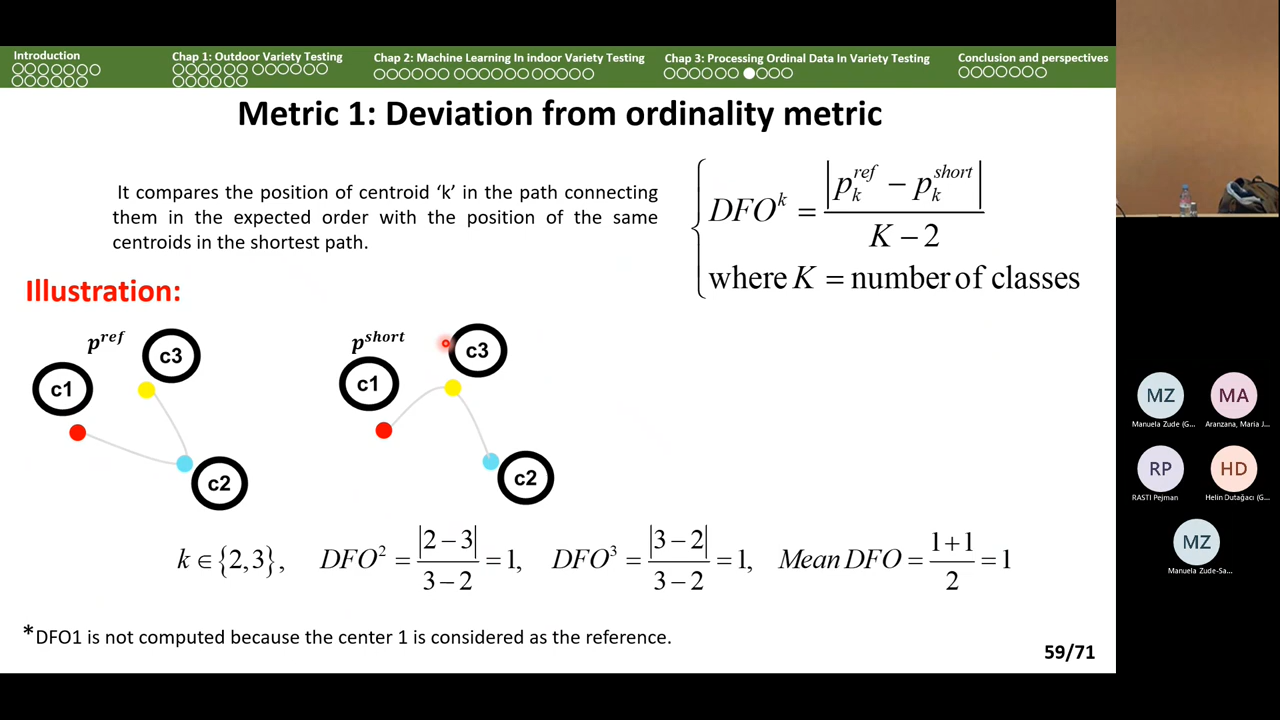 Introduction
Chap 1: Outdoor Variety Testing
Chap 2: Machine Learning In indoor Variety Testing
Chap 3: Processing Ordinal Data In Variety Testing
Conclusion and perspectives
Metric 1: Deviation from ordinality metric
It compares the position of centroid ‘k’ in the path connecting
them in the expected order with the position of the same
centroids in the shortest path.
DFO^k = |p_k^ref − p_k^short| / (K − 2)
where K = number of classes
Illustration:
p^ref
c3
c1
c2
p^short
c3
c1
c2
k ∈ {2,3}, DFO^2 = |2−3| / (3−2) = 1, DFO^3 = |3−2| / (3−2) = 1, Mean DFO = (1+1) / 2 = 1
*DFO1 is not computed because the center 1 is considered as the reference.
59/71
MZ
Manuela Zude (G...
MA
Aranzana, Maria J...
RP
RASTI Pejman
HD
Helin Dutağacı (G...
MZ
Manuela Zude-Sa...